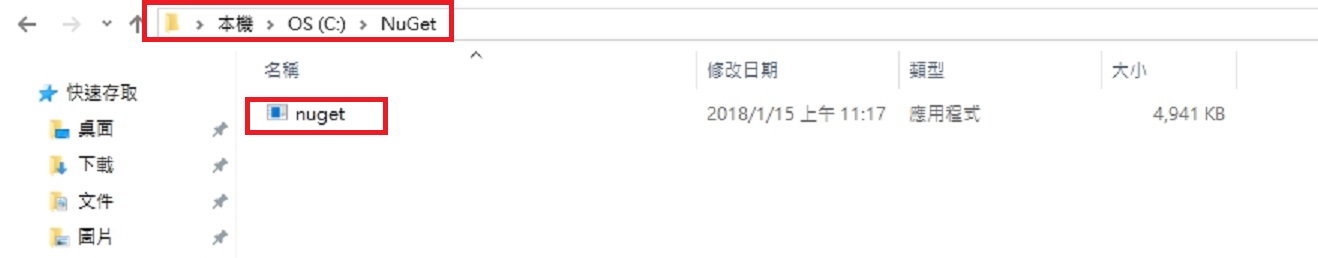 本機 > OS (C:) > NuGet
名稱 修改日期 類型 大小
快速存取
nuget 2018/1/15 上午 11:17 應用程式 4,941 KB
桌面
下載
文件
圖片